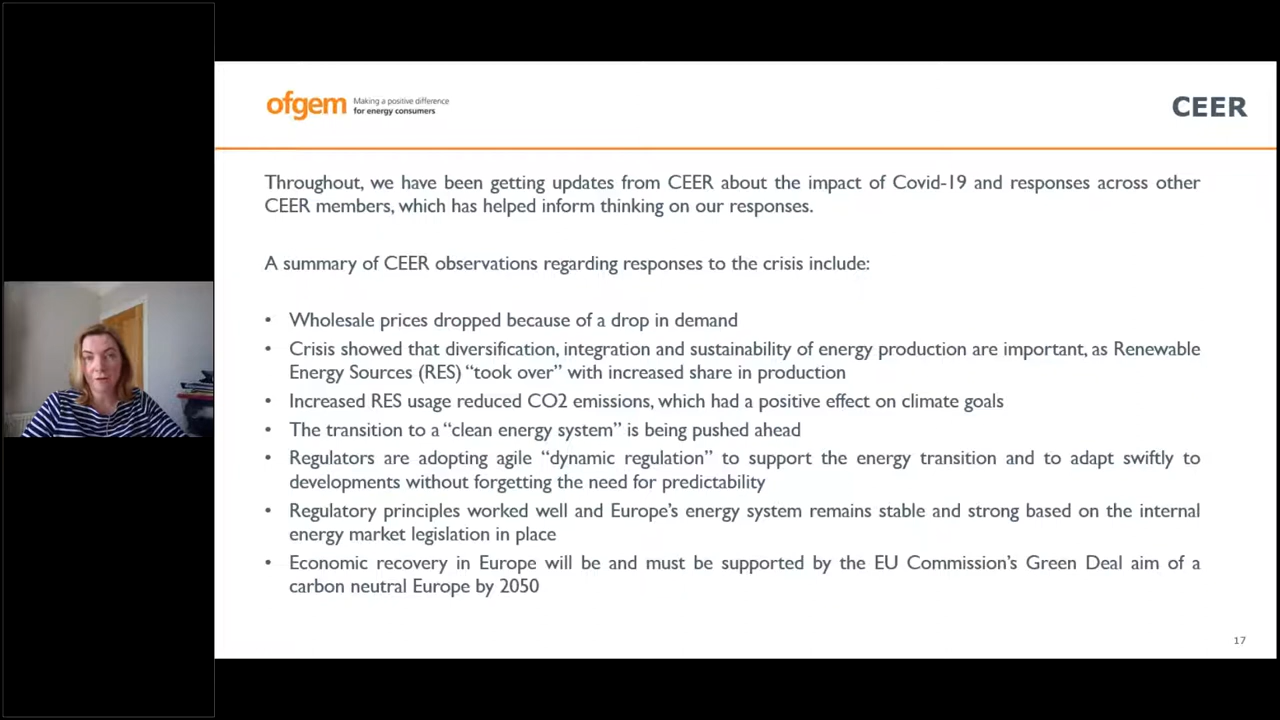 ofgem
Making a positive difference
for energy consumers
CEER
Throughout, we have been getting updates from CEER about the impact of Covid-19 and responses across other
CEER members, which has helped inform thinking on our responses.
A summary of CEER observations regarding responses to the crisis include:
• Wholesale prices dropped because of a drop in demand
• Crisis showed that diversification, integration and sustainability of energy production are important, as Renewable
Energy Sources (RES) “took over” with increased share in production
• Increased RES usage reduced CO2 emissions, which had a positive effect on climate goals
• The transition to a “clean energy system” is being pushed ahead
• Regulators are adopting agile “dynamic regulation” to support the energy transition and to adapt swiftly to
developments without forgetting the need for predictability
• Regulatory principles worked well and Europe’s energy system remains stable and strong based on the internal
energy market legislation in place
• Economic recovery in Europe will be and must be supported by the EU Commission’s Green Deal aim of a
carbon neutral Europe by 2050
17